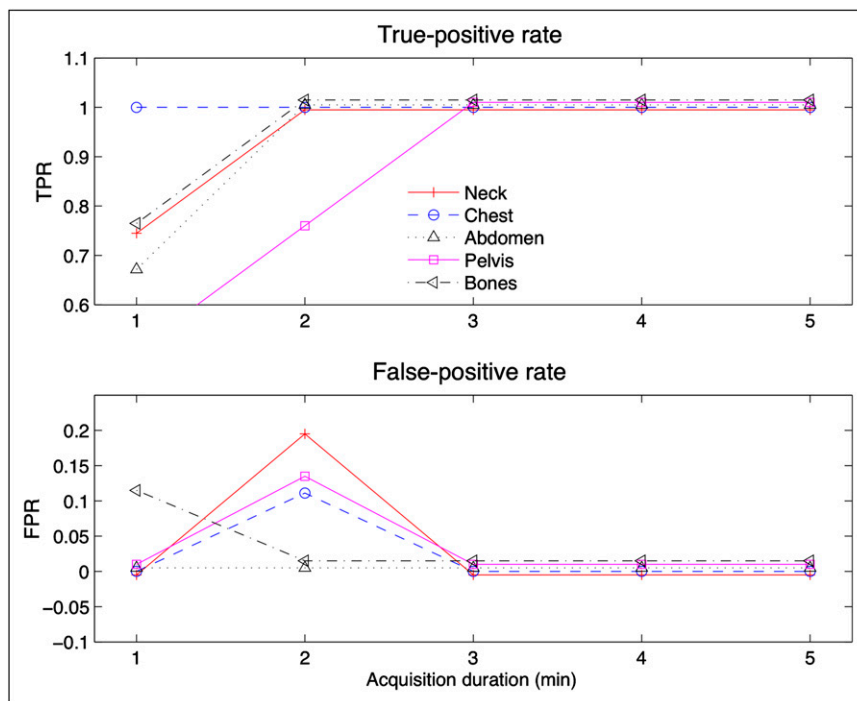 True-positive rate
1.1
1
0.9
0.8
0.7
0.6
TPR
Neck
Chest
Abdomen
Pelvis
Bones
1 2 3 4 5
False-positive rate
0.2
0.15
0.1
0.05
0
−0.05
−0.1
FPR
1 2 3 4 5
Acquisition duration (min)